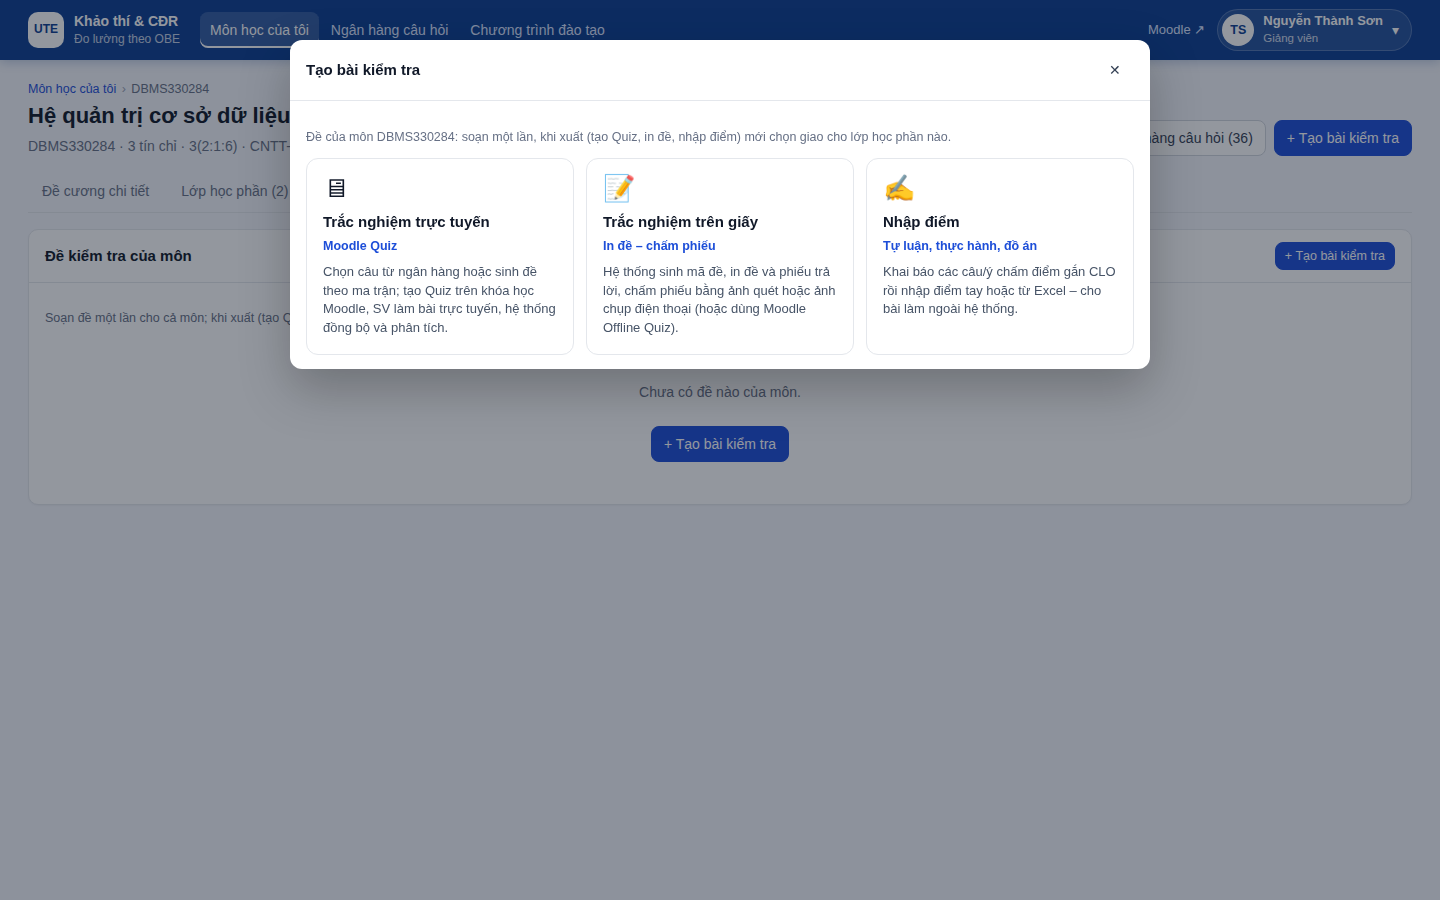 UTE
Khảo thí & CĐR
Đo lường theo OBE
Môn học của tôi
Ngân hàng câu hỏi
Chương trình đào tạo
Moodle ↗
TS
Nguyễn Thành Sơn
Giảng viên
▾
Môn học của tôi › DBMS330284
Hệ quản trị cơ sở dữ liệu
DBMS330284 · 3 tín chỉ · 3(2:1:6) · CNTT-
câu hỏi (36)
+ Tạo bài kiểm tra
Đề cương chi tiết
Lớp học phần (2)
Đề kiểm tra của môn
+ Tạo bài kiểm tra
Soạn đề một lần cho cả môn; khi xuất (tạo
Chưa có đề nào của môn.
+ Tạo bài kiểm tra
Tạo bài kiểm tra
✕
Đề của môn DBMS330284: soạn một lần, khi xuất (tạo Quiz, in đề, nhập điểm) mới chọn giao cho lớp học phần nào.
Trắc nghiệm trực tuyến
Moodle Quiz
Chọn câu từ ngân hàng hoặc sinh đề
theo ma trận; tạo Quiz trên khóa học
Moodle, SV làm bài trực tuyến, hệ thống
đồng bộ và phân tích.
Trắc nghiệm trên giấy
In đề – chấm phiếu
Hệ thống sinh mã đề, in đề và phiếu trả
lời, chấm phiếu bằng ảnh quét hoặc ảnh
chụp điện thoại (hoặc dùng Moodle
Offline Quiz).
Nhập điểm
Tự luận, thực hành, đồ án
Khai báo các câu/ý chấm điểm gắn CLO
rồi nhập điểm tay hoặc từ Excel – cho
bài làm ngoài hệ thống.